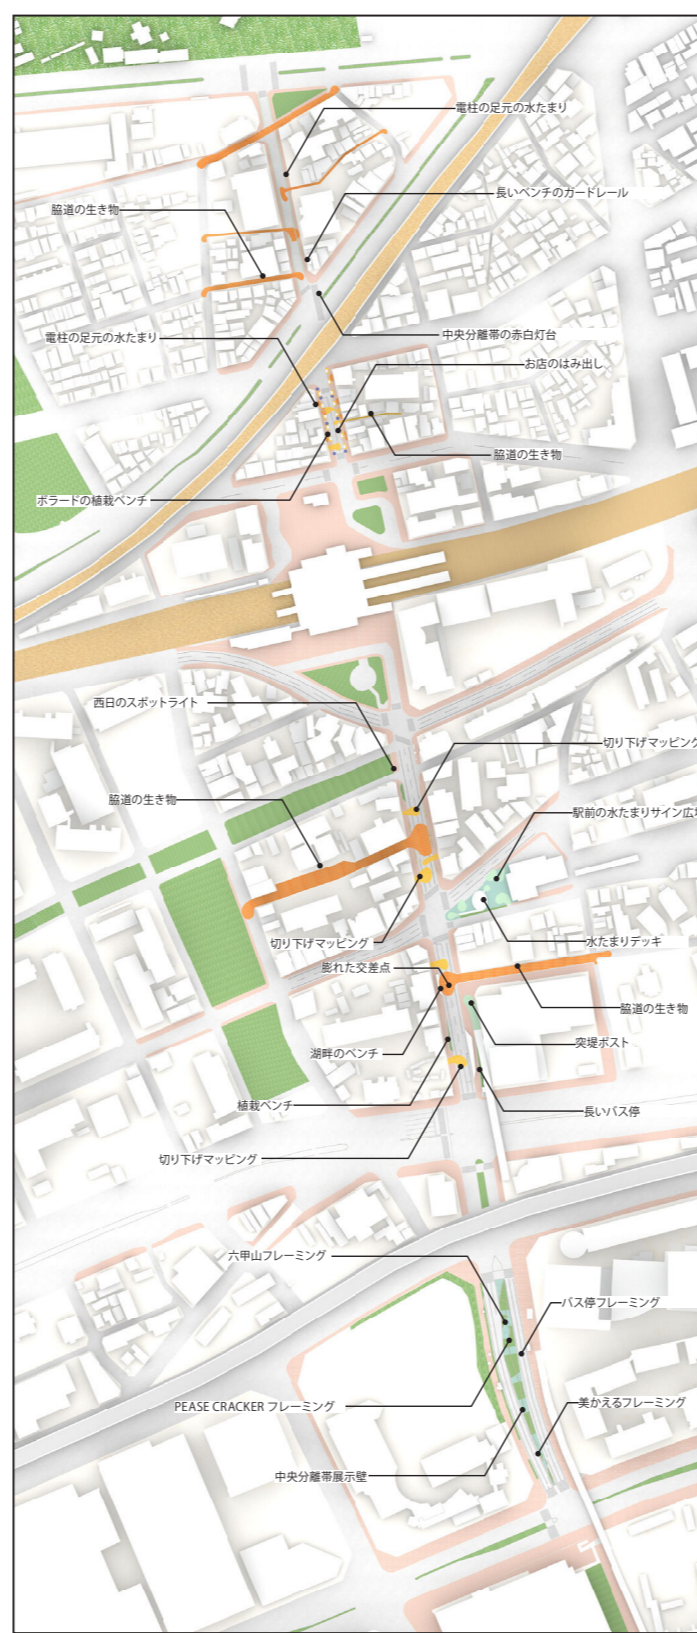 電柱の足元の水たまり
長いベンチのガードレール
脇道の生き物
中央分離帯の赤白灯台
電柱の足元の水たまり
お店のはみ出し
脇道の生き物
ボラードの植栽ベンチ
西日のスポットライト
切り下げマッピング
脇道の生き物
駅前の水たまりサイン広場
切り下げマッピング
水たまりデッキ
膨れた交差点
脇道の生き物
湖畔のベンチ
突堤ポスト
植栽ベンチ
長いバス停
切り下げマッピング
六甲山フレーミング
バス停フレーミング
PEASE CRACKER フレーミング
美かえるフレーミング
中央分離帯展示壁